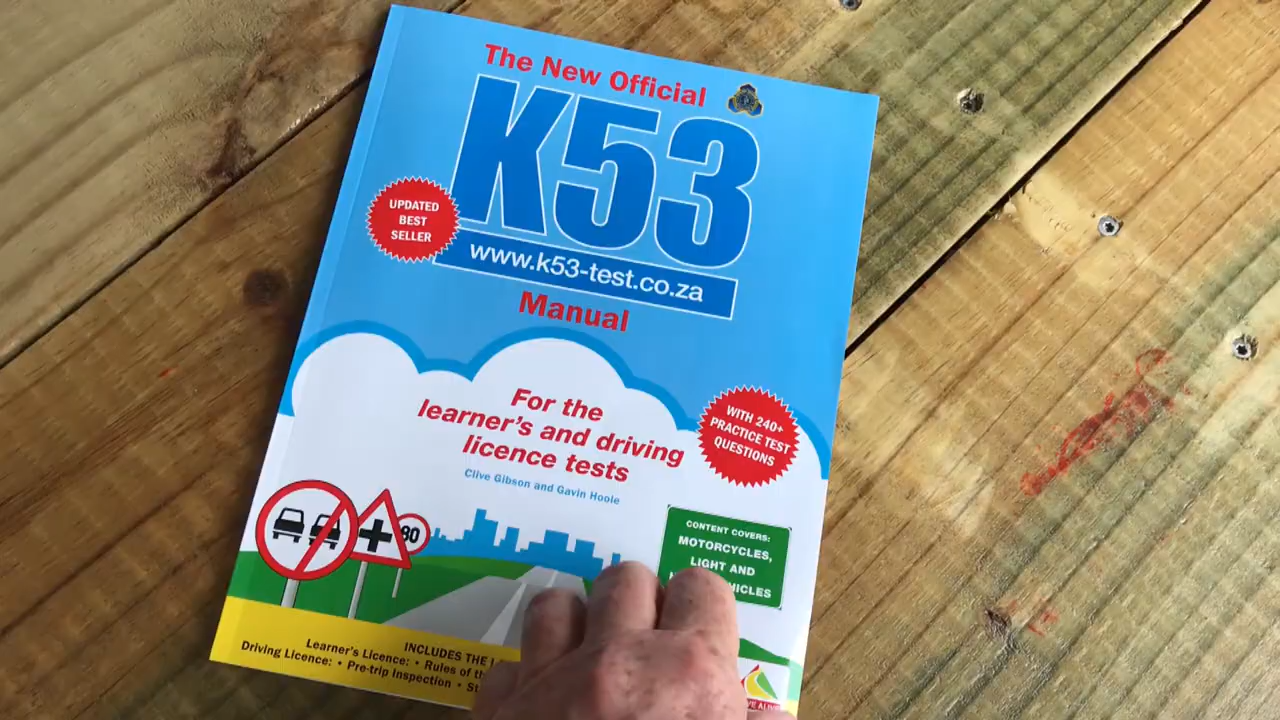 The New Official
K53
UPDATED
BEST
SELLER
www.k53-test.co.za
Manual
For the
learner's and driving
licence tests
Clive Gibson and Gavin Hoole
WITH 240+
PRACTICE TEST
QUESTIONS
80
CONTENT COVERS:
MOTORCYCLES,
LIGHT AND
INCLUDES THE
Learner's Licence: • Rules of
Driving Licence: • Pre-trip Inspection •
ALIVE